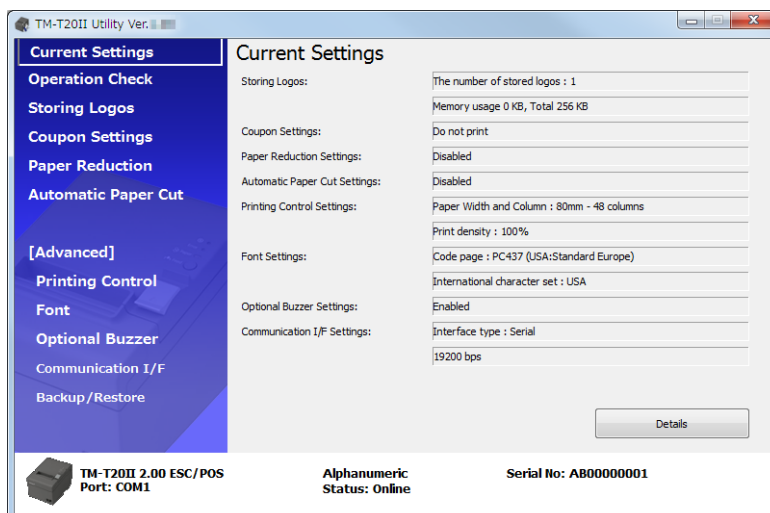 TM-T20II Utility Ver.
Current Settings
Operation Check
Storing Logos
Coupon Settings
Paper Reduction
Automatic Paper Cut
[Advanced]
Printing Control
Font
Optional Buzzer
Communication I/F
Backup/Restore
Current Settings
Storing Logos: The number of stored logos : 1
Memory usage 0 KB, Total 256 KB
Coupon Settings: Do not print
Paper Reduction Settings: Disabled
Automatic Paper Cut Settings: Disabled
Printing Control Settings: Paper Width and Column : 80mm - 48 columns
Print density : 100%
Font Settings: Code page : PC437 (USA:Standard Europe)
International character set : USA
Optional Buzzer Settings: Enabled
Communication I/F Settings: Interface type : Serial
19200 bps
Details
TM-T20II 2.00 ESC/POS Alphanumeric Serial No: AB00000001
Port: COM1 Status: Online